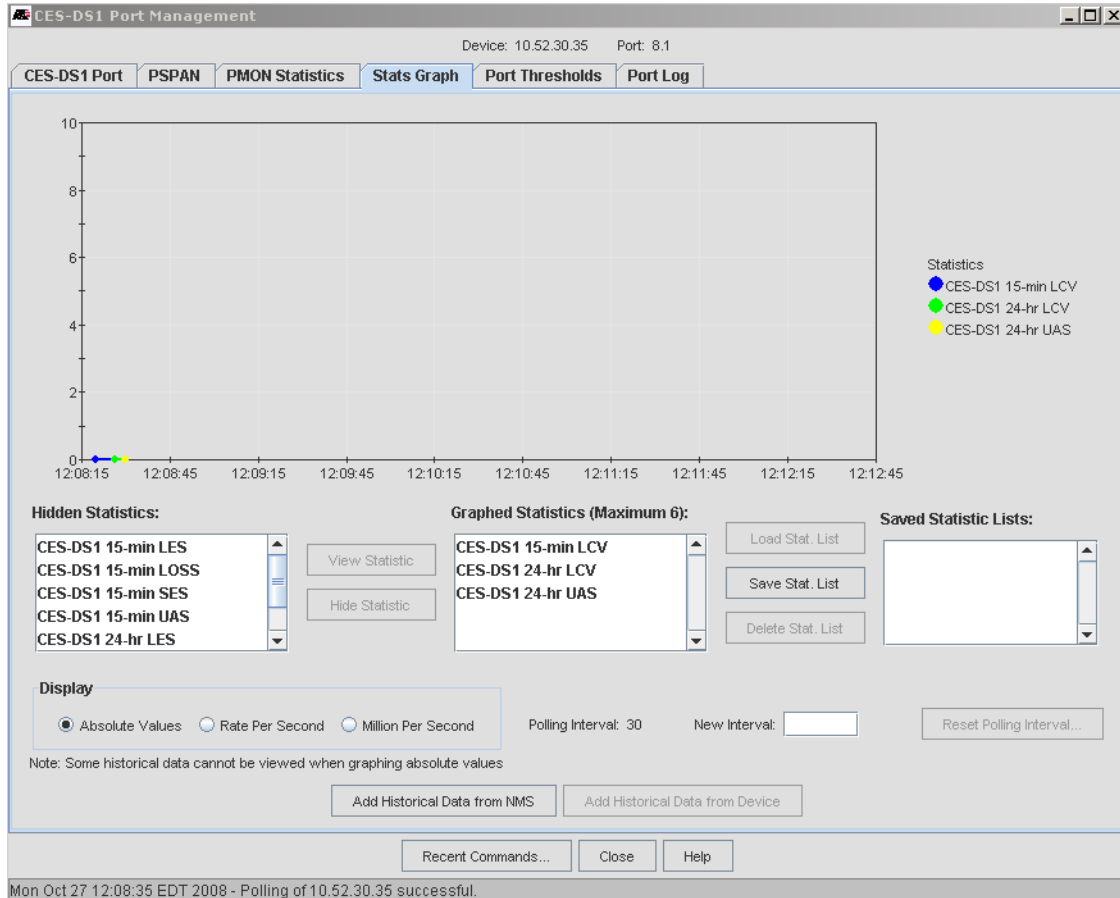 CES-DS1 Port Management
Device: 10.52.30.35 Port: 8.1
CES-DS1 Port PSPAN PMON Statistics Stats Graph Port Thresholds Port Log
10
8
6
4
2
0
12:08:15 12:08:45 12:09:15 12:09:45 12:10:15 12:10:45 12:11:15 12:11:45 12:12:15 12:12:45
Statistics
CES-DS1 15-min LCV
CES-DS1 24-hr LCV
CES-DS1 24-hr UAS
Hidden Statistics:
CES-DS1 15-min LES
CES-DS1 15-min LOSS
CES-DS1 15-min SES
CES-DS1 15-min UAS
CES-DS1 24-hr LES
View Statistic
Hide Statistic
Graphed Statistics (Maximum 6):
CES-DS1 15-min LCV
CES-DS1 24-hr LCV
CES-DS1 24-hr UAS
Load Stat. List
Save Stat. List
Delete Stat. List
Saved Statistic Lists:
Display
Absolute Values Rate Per Second Million Per Second
Polling Interval: 30 New Interval: Reset Polling Interval...
Note: Some historical data cannot be viewed when graphing absolute values
Add Historical Data from NMS Add Historical Data from Device
Recent Commands... Close Help
Mon Oct 27 12:08:35 EDT 2008 - Polling of 10.52.30.35 successful.